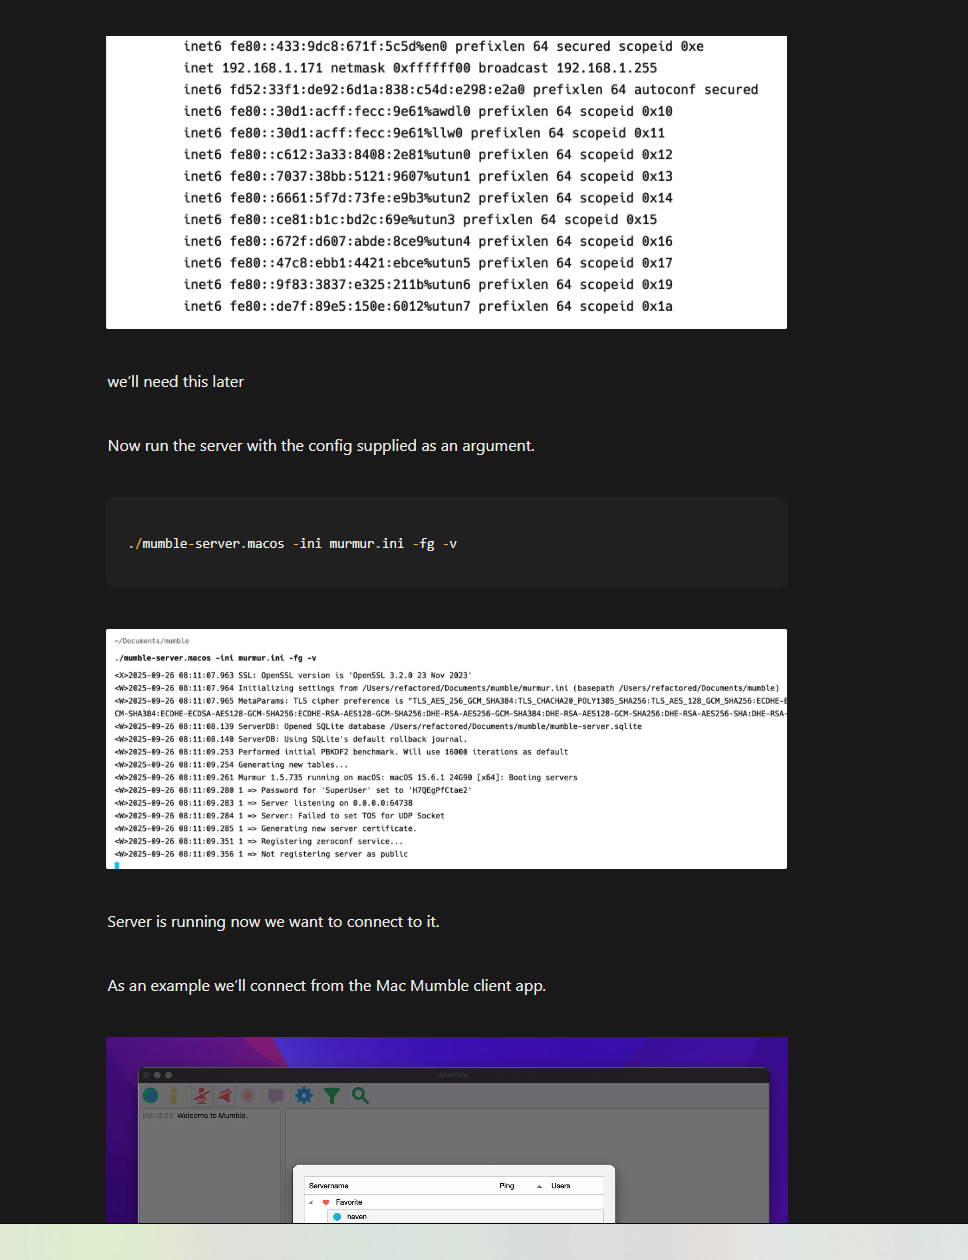 inet6 fe80::433:9dc8:671f:5c5d%en0 prefixlen 64 secured scopeid 0xe
inet 192.168.1.171 netmask 0xffffff00 broadcast 192.168.1.255
inet6 fd52:33f1:de92:6d1a:838:c54d:e298:e2a0 prefixlen 64 autoconf secured
inet6 fe80::30d1:acff:fecc:9e61%awdl0 prefixlen 64 scopeid 0x10
inet6 fe80::30d1:acff:fecc:9e61%llw0 prefixlen 64 scopeid 0x11
inet6 fe80::c612:3a33:8408:2e81%utun0 prefixlen 64 scopeid 0x12
inet6 fe80::7037:38bb:5121:9607%utun1 prefixlen 64 scopeid 0x13
inet6 fe80::6661:5f7d:73fe:e9b3%utun2 prefixlen 64 scopeid 0x14
inet6 fe80::ce81:b1c:bd2c:69e%utun3 prefixlen 64 scopeid 0x15
inet6 fe80::672f:d607:abde:8ce9%utun4 prefixlen 64 scopeid 0x16
inet6 fe80::47c8:ebb1:4421:ebce%utun5 prefixlen 64 scopeid 0x17
inet6 fe80::9f83:3837:e325:211b%utun6 prefixlen 64 scopeid 0x19
inet6 fe80::de7f:89e5:150e:6012%utun7 prefixlen 64 scopeid 0x1a
we'll need this later
Now run the server with the config supplied as an argument.
./mumble-server.macos -ini murmur.ini -fg -v
~/Documents/mumble
./mumble-server.macos -ini murmur.ini -fg -v
<X>2025-09-26 08:11:07.963 SSL: OpenSSL version is 'OpenSSL 3.2.0 23 Nov 2023'
<W>2025-09-26 08:11:07.964 Initializing settings from /Users/refactored/Documents/mumble/murmur.ini (basepath /Users/refactored/Documents/mumble)
<W>2025-09-26 08:11:07.965 MetaParams: TLS cipher preference is "TLS_AES_256_GCM_SHA384:TLS_CHACHA20_POLY1305_SHA256:TLS_AES_128_GCM_SHA256:ECDHE-E
CM-SHA384:ECDHE-ECDSA-AES128-GCM-SHA256:ECDHE-RSA-AES128-GCM-SHA256:DHE-RSA-AES256-GCM-SHA384:DHE-RSA-AES128-GCM-SHA256:DHE-RSA-AES256-SHA:DHE-RSA-
<W>2025-09-26 08:11:08.139 ServerDB: Opened SQLite database /Users/refactored/Documents/mumble/mumble-server.sqlite
<W>2025-09-26 08:11:08.140 ServerDB: Using SQLite's default rollback journal.
<W>2025-09-26 08:11:09.253 Performed initial PBKDF2 benchmark. Will use 16000 iterations as default
<W>2025-09-26 08:11:09.254 Generating new tables...
<W>2025-09-26 08:11:09.261 Murmur 1.5.735 running on macOS: macOS 15.6.1 24G90 [x64]: Booting servers
<W>2025-09-26 08:11:09.280 1 => Password for 'SuperUser' set to 'H7QEgPfCtae2'
<W>2025-09-26 08:11:09.283 1 => Server listening on 0.0.0.0:64738
<W>2025-09-26 08:11:09.284 1 => Server: Failed to set TOS for UDP Socket
<W>2025-09-26 08:11:09.285 1 => Generating new server certificate.
<W>2025-09-26 08:11:09.351 1 => Registering zeroconf service...
<W>2025-09-26 08:11:09.356 1 => Not registering server as public
Server is running now we want to connect to it.
As an example we'll connect from the Mac Mumble client app.
Mumble
[08:12:23] Welcome to Mumble.
Servername Ping Users
Favorite
haven